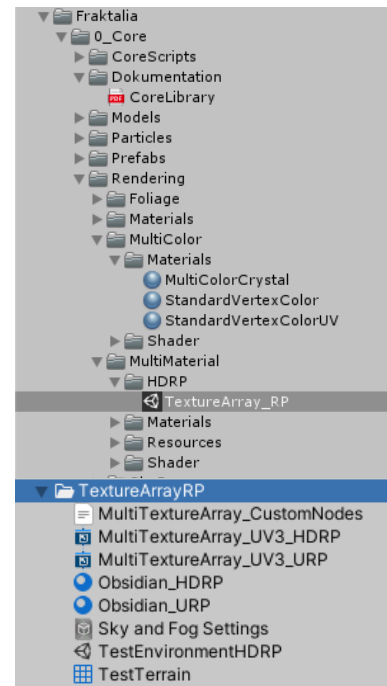 Fraktalia
0_Core
CoreScripts
Dokumentation
PDF CoreLibrary
Models
Particles
Prefabs
Rendering
Foliage
Materials
MultiColor
Materials
MultiColorCrystal
StandardVertexColor
StandardVertexColorUV
Shader
MultiMaterial
HDRP
TextureArray_RP
Materials
Resources
Shader
TextureArrayRP
MultiTextureArray_CustomNodes
MultiTextureArray_UV3_HDRP
MultiTextureArray_UV3_URP
Obsidian_HDRP
Obsidian_URP
Sky and Fog Settings
TestEnvironmentHDRP
TestTerrain